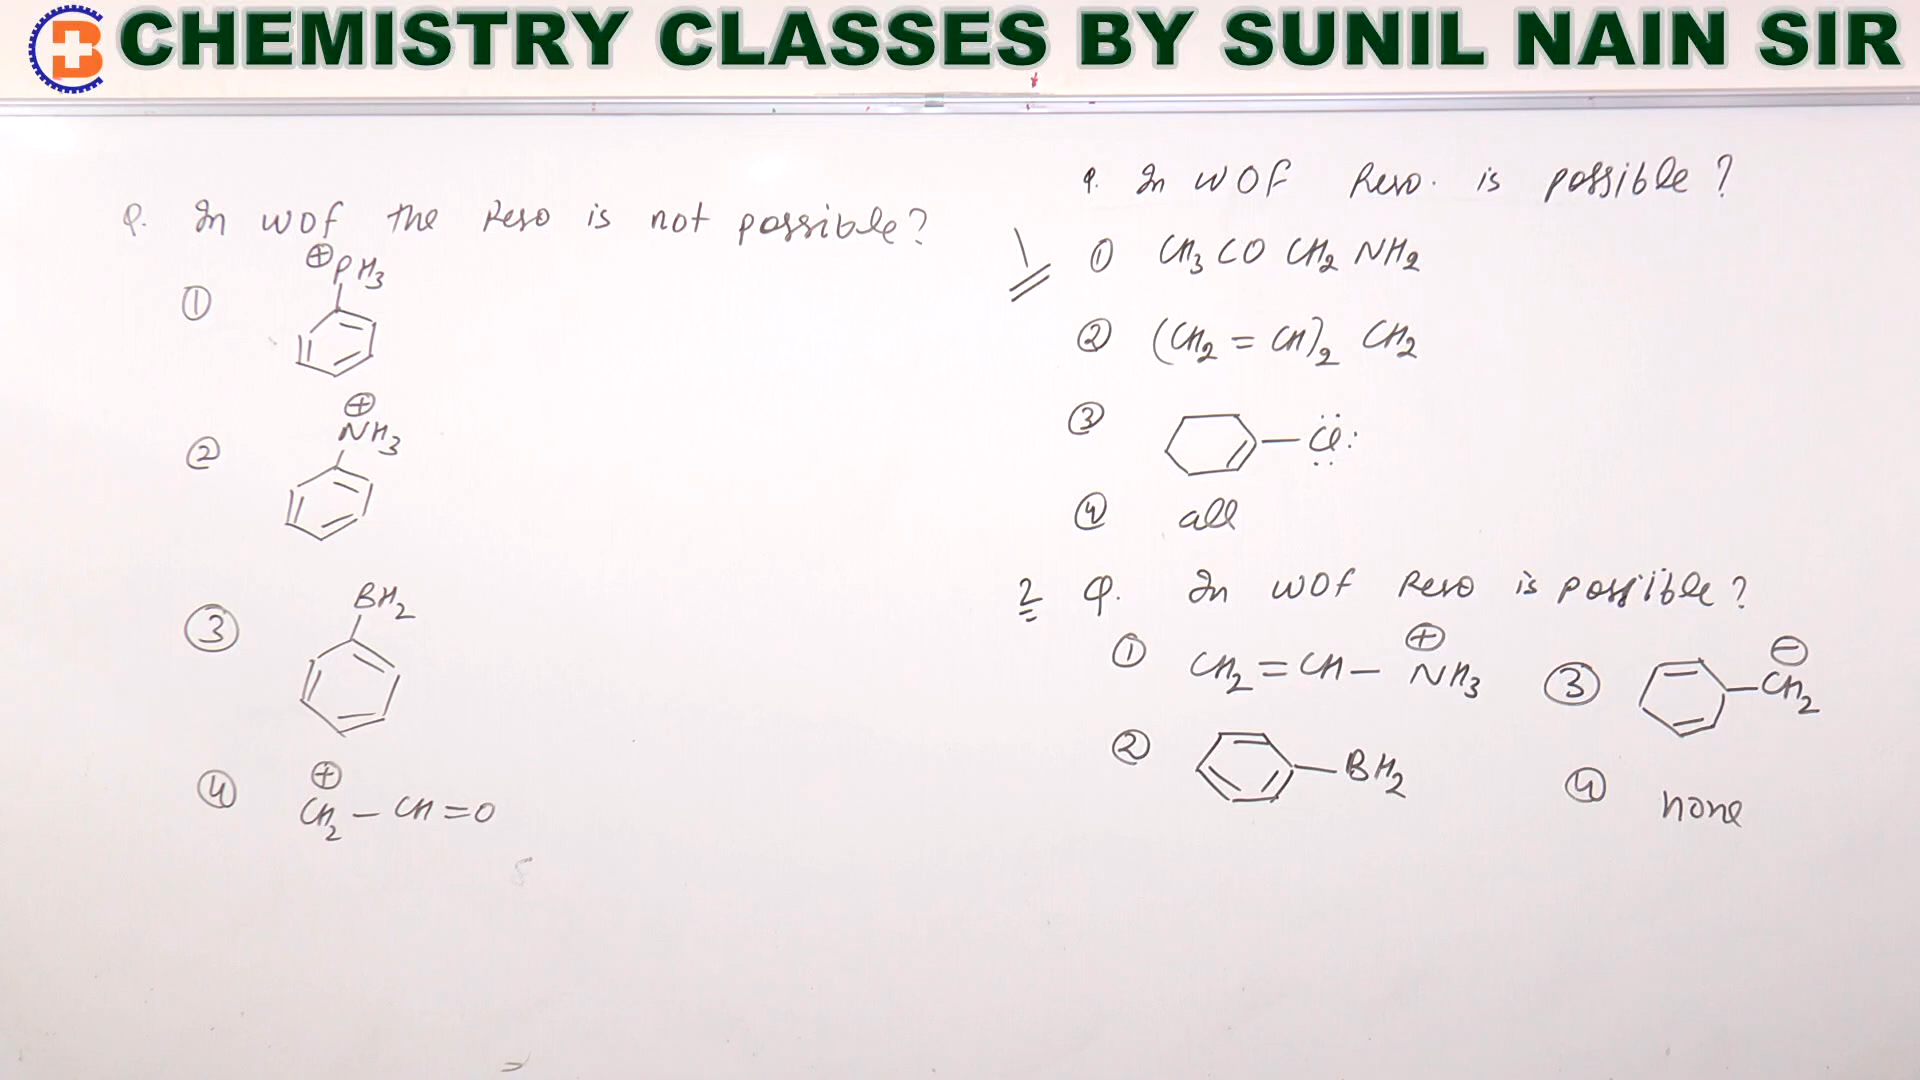 CHEMISTRY CLASSES BY SUNIL NAIN SIR
Q. In WOF the Reso is not possible?
① ⊕PH3
② ⊕NH3
③ BH2
④ ⊕CH2 – CH = O
Q. In WOF Reso. is possible?
① CH3 CO CH2 NH2
② (CH2 = CH)2 CH2
③ Cl
④ all
2 Q. In WOF Reso is possible?
① CH2 = CH – ⊕NH3
② BH2
③ ⊖CH2
④ none